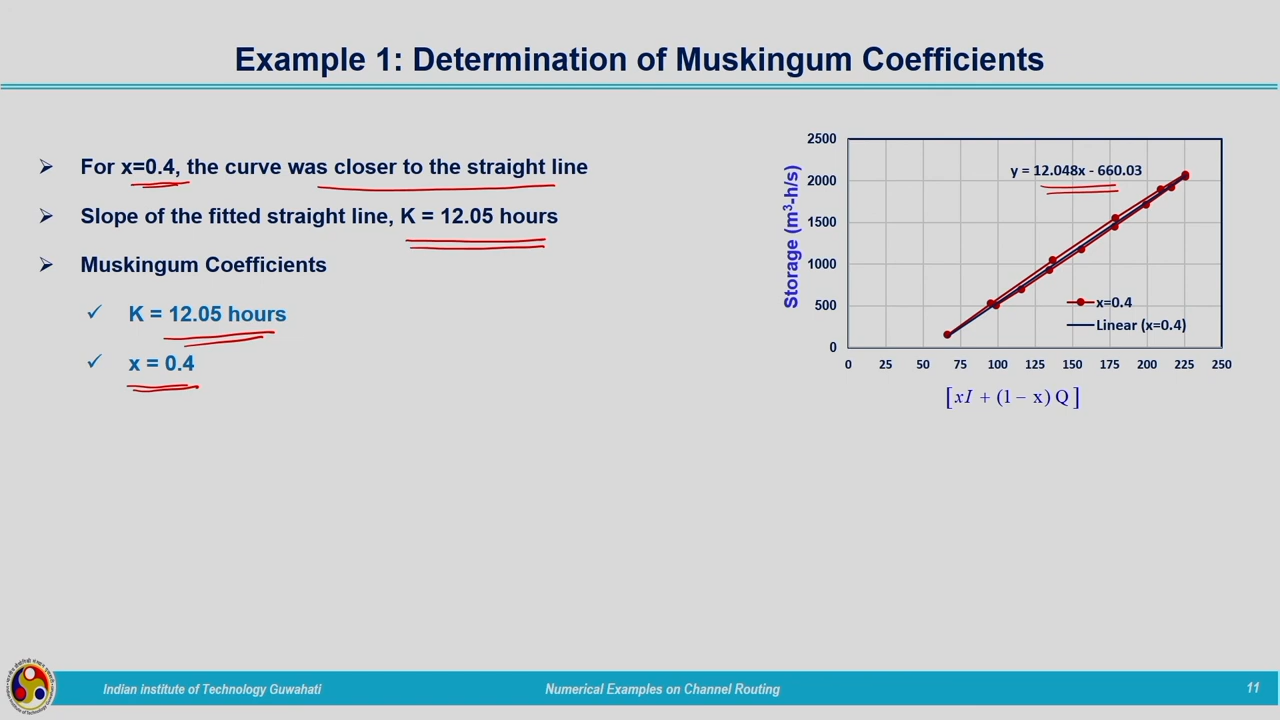 Example 1: Determination of Muskingum Coefficients
➢ For x=0.4, the curve was closer to the straight line
➢ Slope of the fitted straight line, K = 12.05 hours
➢ Muskingum Coefficients
✓ K = 12.05 hours
✓ x = 0.4
2500
2000
1500
1000
500
0
Storage (m³-h/s)
y = 12.048x - 660.03
x=0.4
Linear (x=0.4)
0 25 50 75 100 125 150 175 200 225 250
[xI + (1 − x) Q]
Indian institute of Technology Guwahati
Numerical Examples on Channel Routing
11